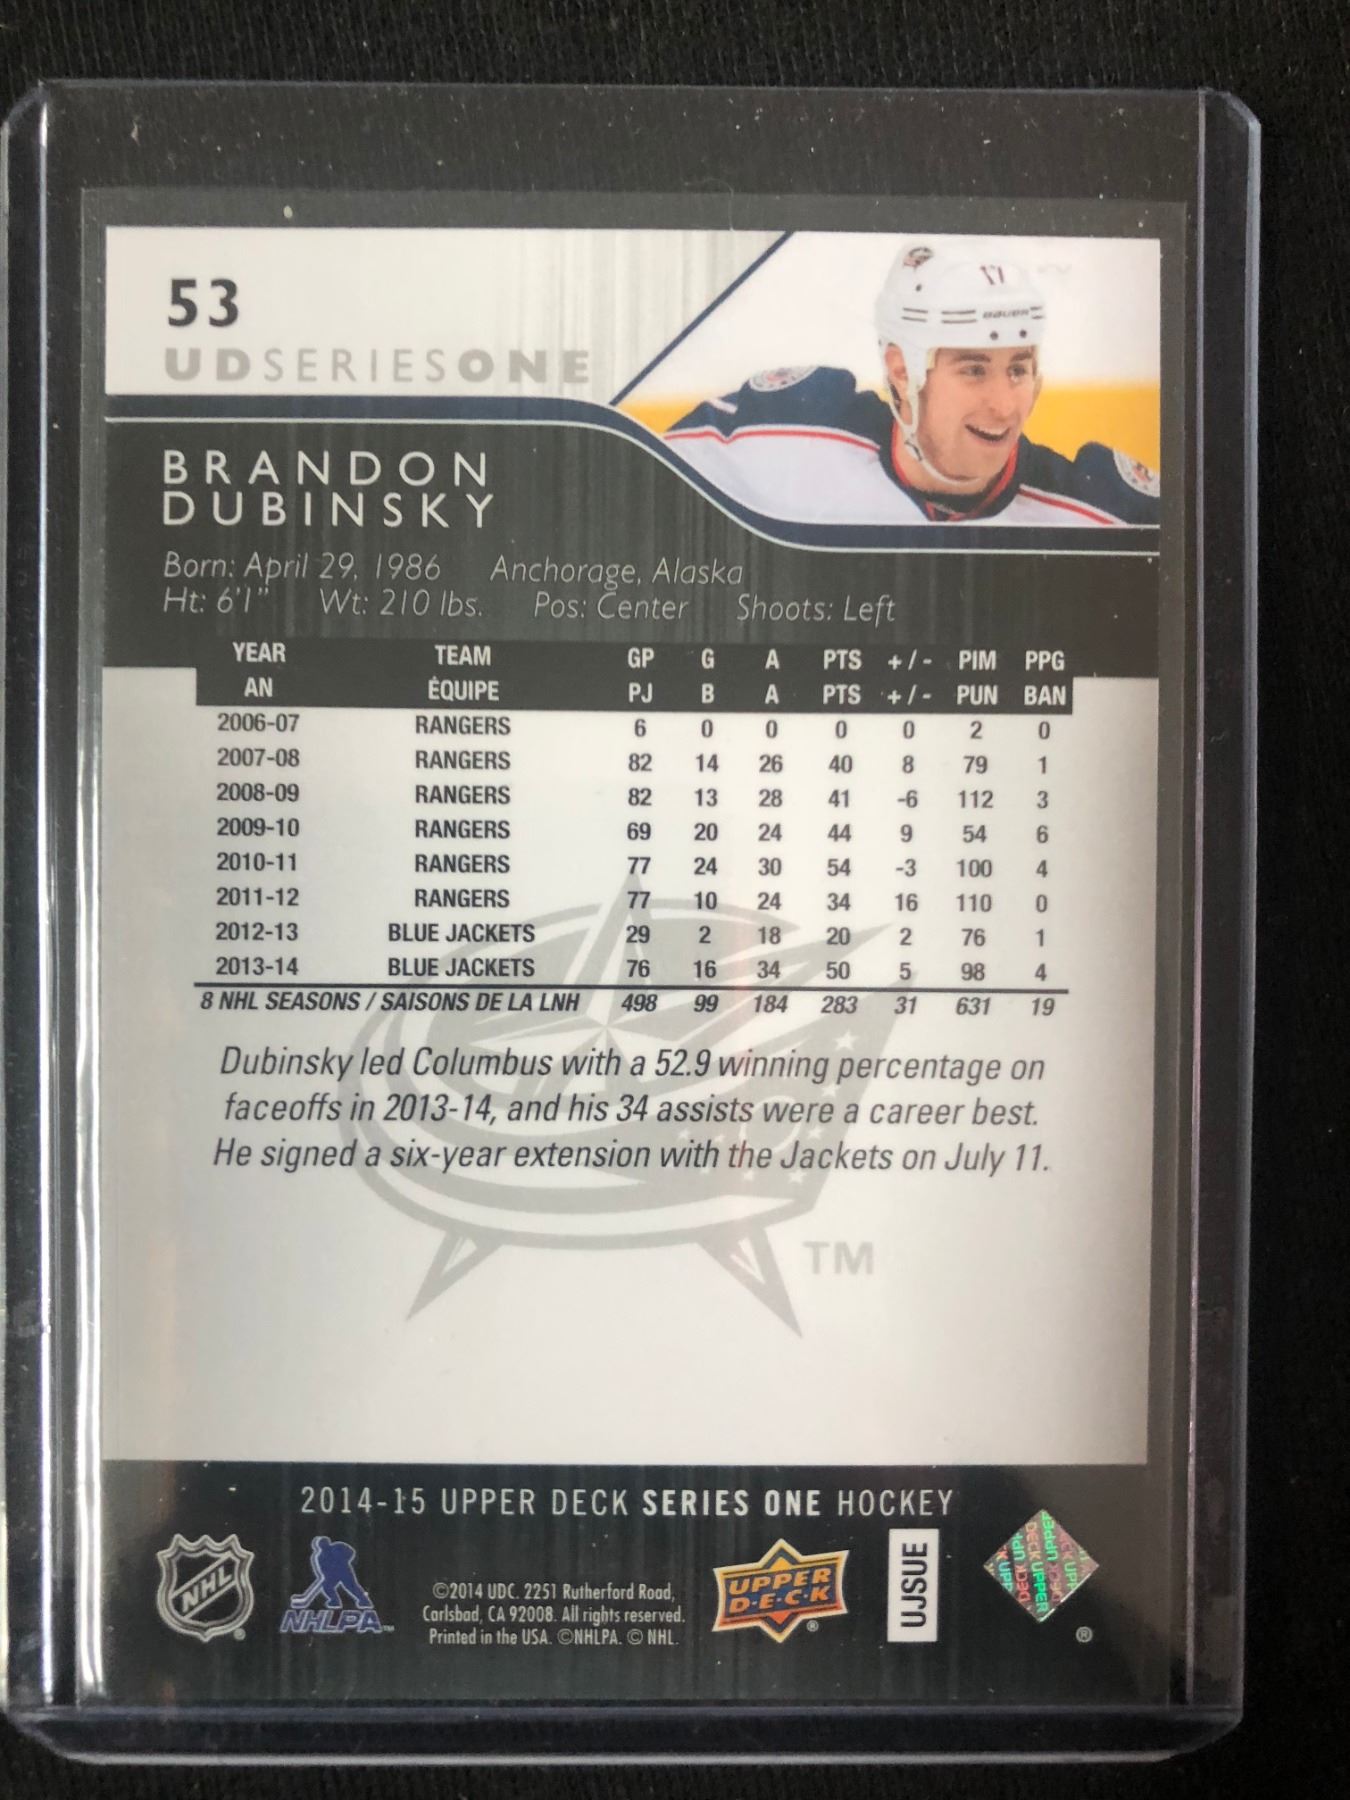 53
UDSERIESONE
17
BAUER
BRANDON
DUBINSKY
Born: April 29, 1986 Anchorage, Alaska
Ht: 6'1" Wt: 210 lbs. Pos: Center Shoots: Left
YEAR TEAM GP G A PTS +/- PIM PPG
AN ÉQUIPE PJ B A PTS +/- PUN BAN
2006-07 RANGERS 6 0 0 0 0 2 0
2007-08 RANGERS 82 14 26 40 8 79 1
2008-09 RANGERS 82 13 28 41 -6 112 3
2009-10 RANGERS 69 20 24 44 9 54 6
2010-11 RANGERS 77 24 30 54 -3 100 4
2011-12 RANGERS 77 10 24 34 16 110 0
2012-13 BLUE JACKETS 29 2 18 20 2 76 1
2013-14 BLUE JACKETS 76 16 34 50 5 98 4
8 NHL SEASONS / SAISONS DE LA LNH 498 99 184 283 31 631 19
Dubinsky led Columbus with a 52.9 winning percentage on
faceoffs in 2013-14, and his 34 assists were a career best.
He signed a six-year extension with the Jackets on July 11.
TM
2014-15 UPPER DECK SERIES ONE HOCKEY
NHL ®
NHLPA™
©2014 UDC. 2251 Rutherford Road,
Carlsbad, CA 92008. All rights reserved.
Printed in the USA. ©NHLPA. © NHL.
UPPER
D·E·C·K ®
UJSUE
UPPER DECK
®